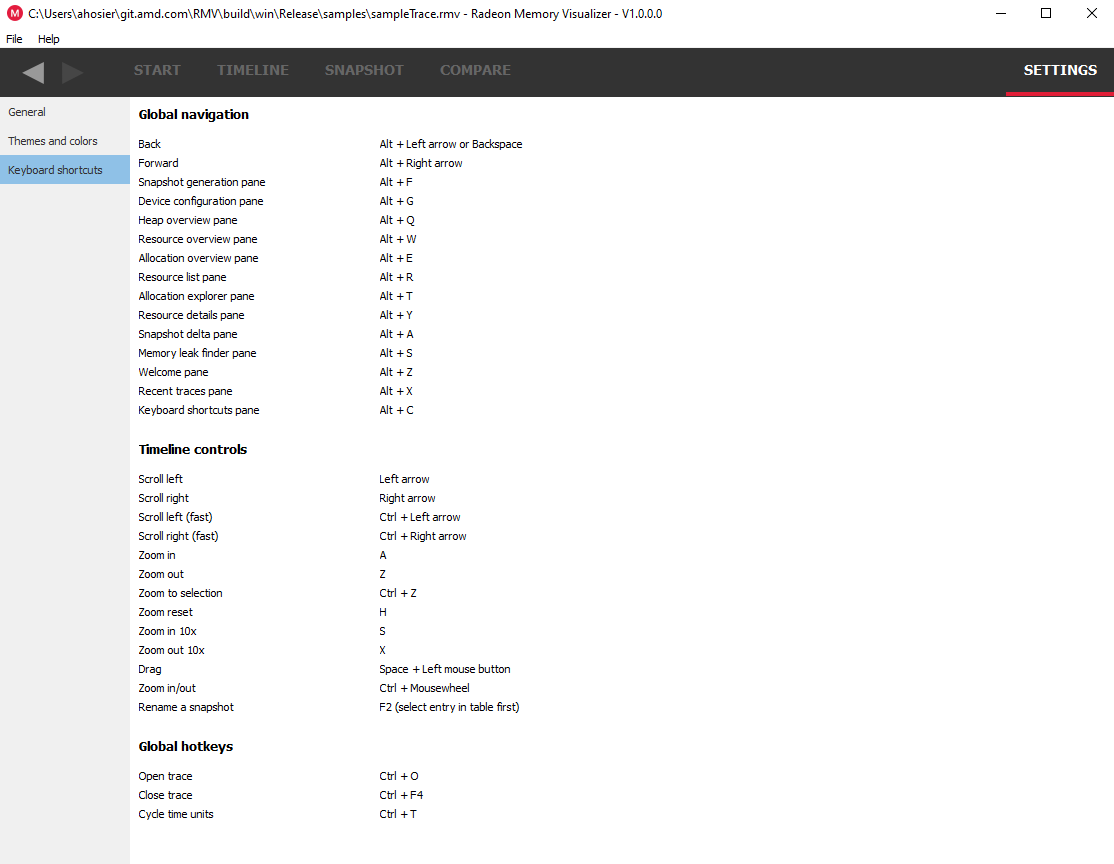 M C:\Users\ahosier\git.amd.com\RMV\build\win\Release\samples\sampleTrace.rmv - Radeon Memory Visualizer - V1.0.0.0
File Help
START TIMELINE SNAPSHOT COMPARE SETTINGS
General
Themes and colors
Keyboard shortcuts
Global navigation
Back Alt + Left arrow or Backspace
Forward Alt + Right arrow
Snapshot generation pane Alt + F
Device configuration pane Alt + G
Heap overview pane Alt + Q
Resource overview pane Alt + W
Allocation overview pane Alt + E
Resource list pane Alt + R
Allocation explorer pane Alt + T
Resource details pane Alt + Y
Snapshot delta pane Alt + A
Memory leak finder pane Alt + S
Welcome pane Alt + Z
Recent traces pane Alt + X
Keyboard shortcuts pane Alt + C
Timeline controls
Scroll left Left arrow
Scroll right Right arrow
Scroll left (fast) Ctrl + Left arrow
Scroll right (fast) Ctrl + Right arrow
Zoom in A
Zoom out Z
Zoom to selection Ctrl + Z
Zoom reset H
Zoom in 10x S
Zoom out 10x X
Drag Space + Left mouse button
Zoom in/out Ctrl + Mousewheel
Rename a snapshot F2 (select entry in table first)
Global hotkeys
Open trace Ctrl + O
Close trace Ctrl + F4
Cycle time units Ctrl + T